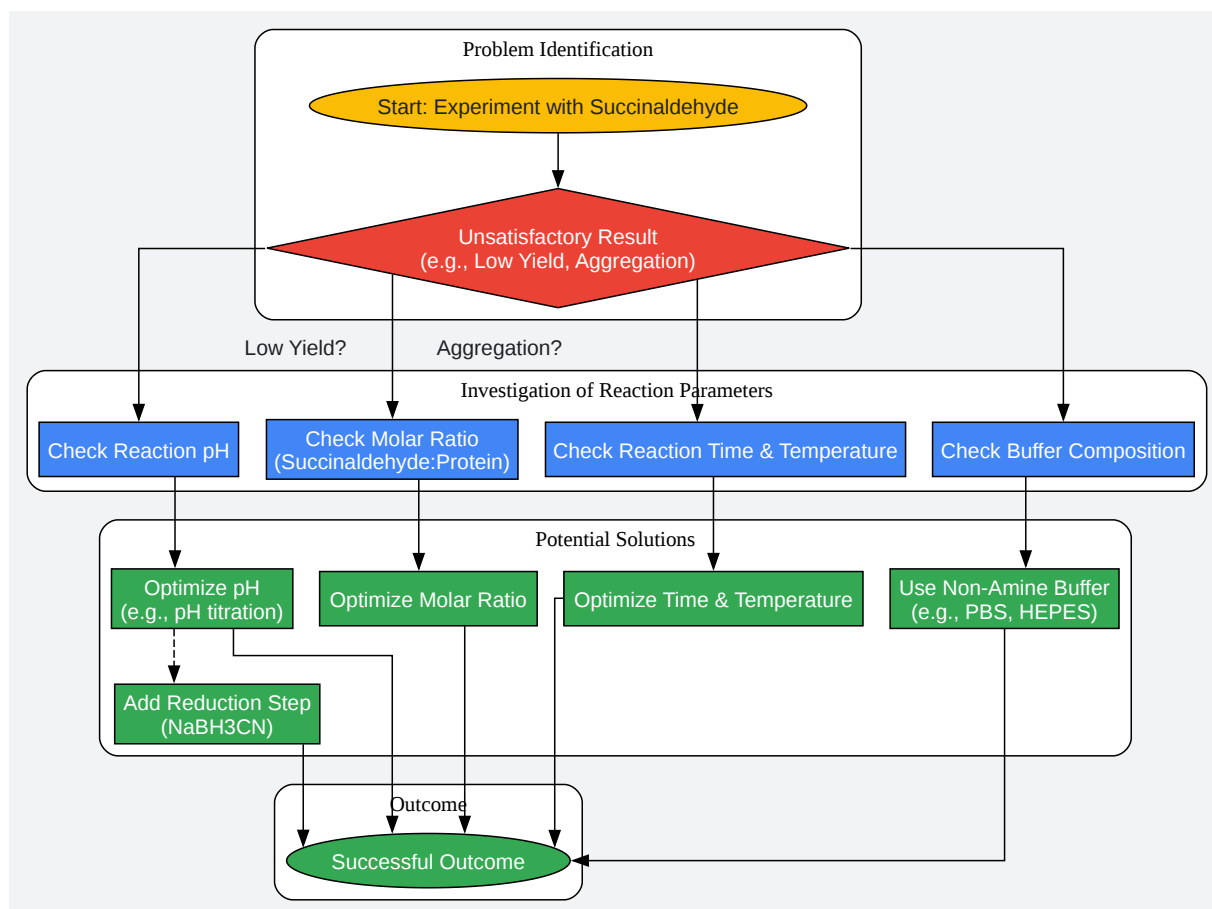 Problem Identification
Start: Experiment with Succinaldehyde
Unsatisfactory Result
(e.g., Low Yield, Aggregation)
Low Yield?
Aggregation?
Investigation of Reaction Parameters
Check Reaction pH
Check Molar Ratio
(Succinaldehyde:Protein)
Check Reaction Time & Temperature
Check Buffer Composition
Potential Solutions
Optimize pH
(e.g., pH titration)
Optimize Molar Ratio
Optimize Time & Temperature
Use Non-Amine Buffer
(e.g., PBS, HEPES)
Add Reduction Step
(NaBH3CN)
Outcome
Successful Outcome